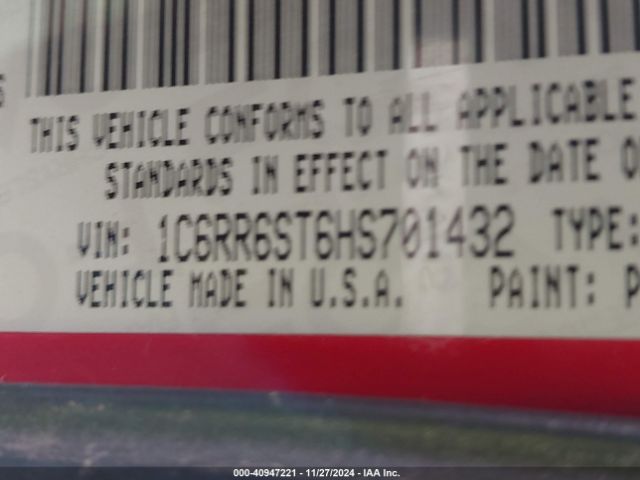 THIS VEHICLE CONFORMS TO ALL APPLICABLE
STANDARDS IN EFFECT ON THE DATE O
VIN: 1C6RR6ST6HS701432 TYPE:
VEHICLE MADE IN U.S.A. PAINT: P
000-40947221 - 11/27/2024 - IAA Inc.